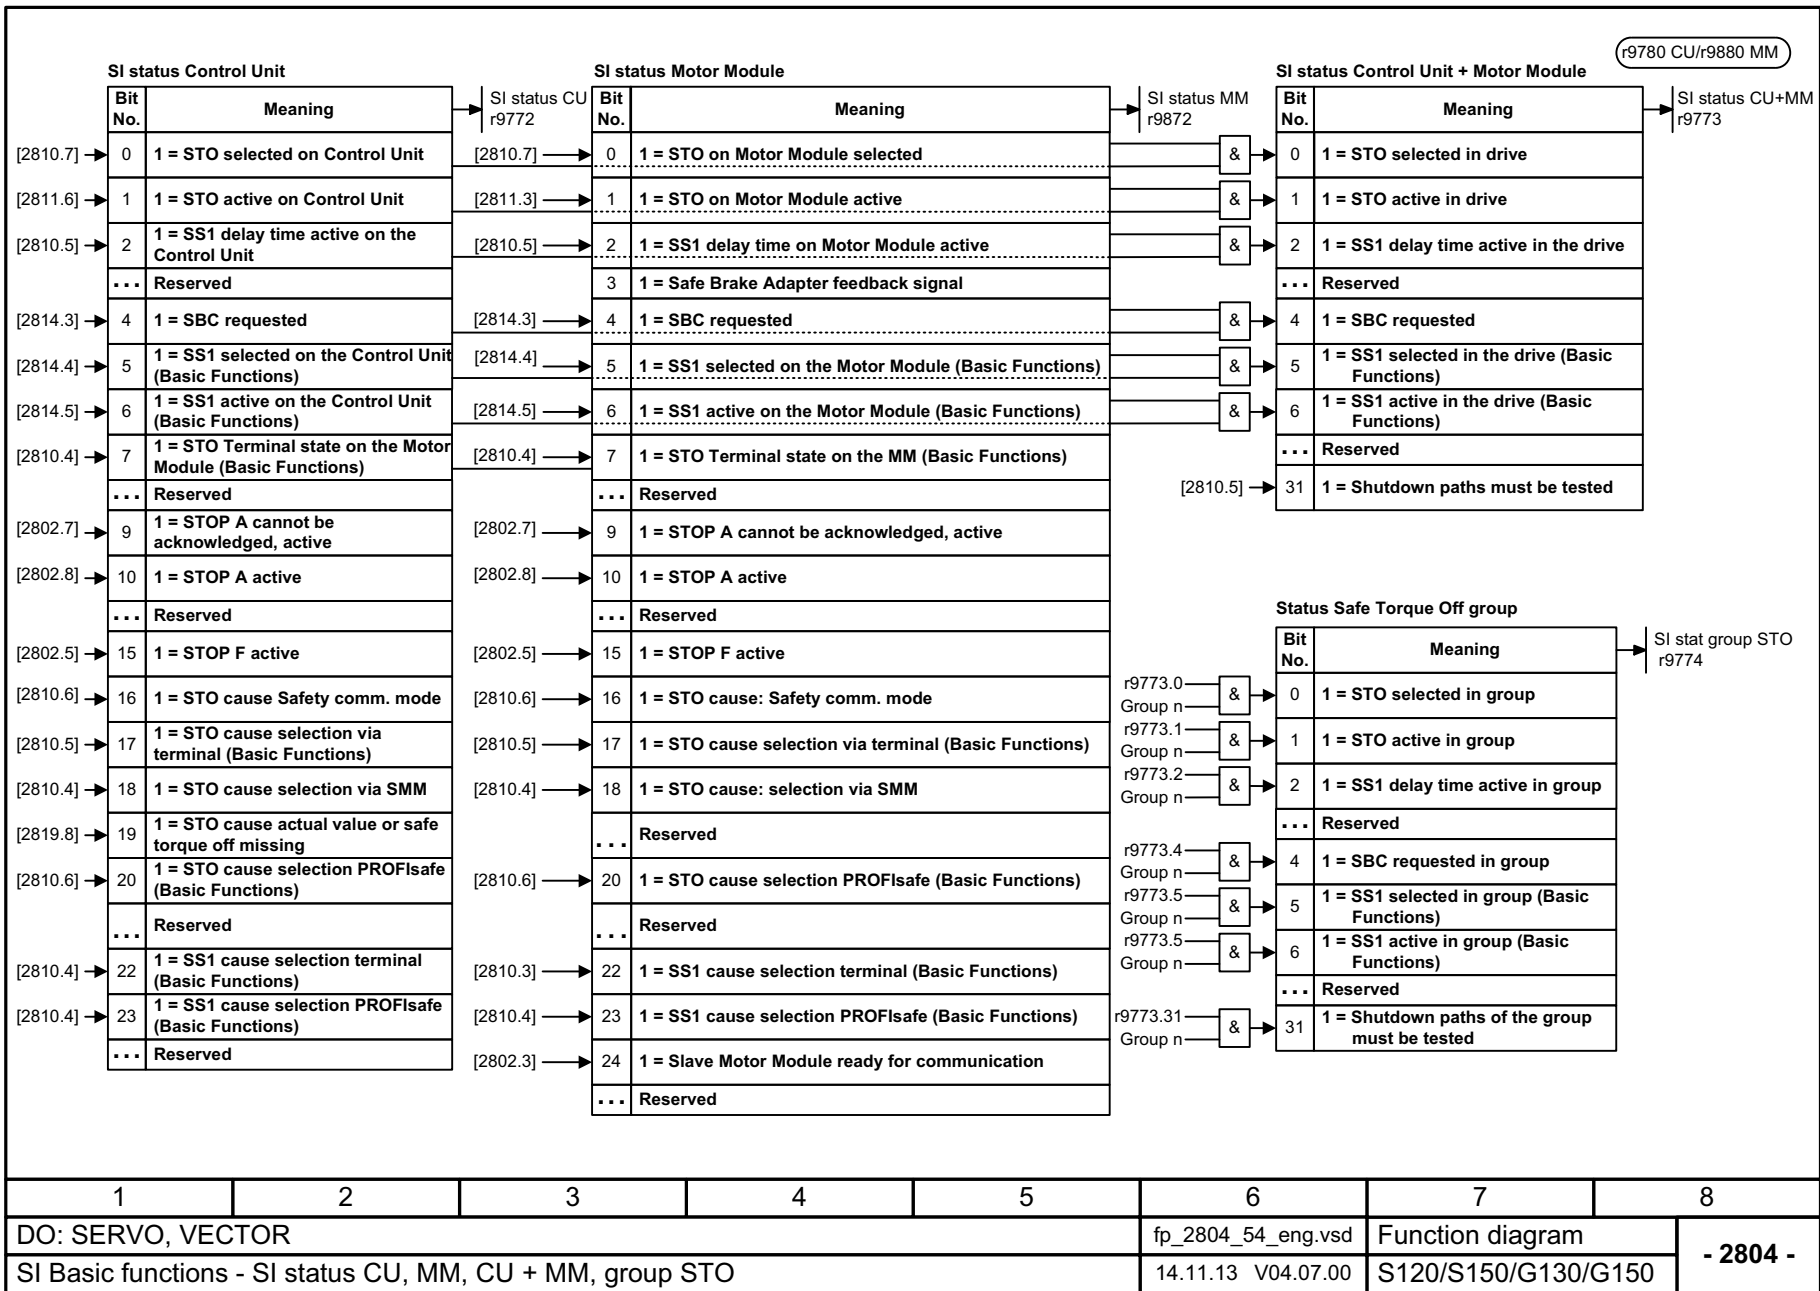 r9780 CU/r9880 MM
SI status Control Unit
Bit No.
Meaning
SI status CU
r9772
[2810.7]
0
1 = STO selected on Control Unit
[2811.6]
1
1 = STO active on Control Unit
[2810.5]
2
1 = SS1 delay time active on the
Control Unit
...
Reserved
[2814.3]
4
1 = SBC requested
[2814.4]
5
1 = SS1 selected on the Control Unit
(Basic Functions)
[2814.5]
6
1 = SS1 active on the Control Unit
(Basic Functions)
[2810.4]
7
1 = STO Terminal state on the Motor
Module (Basic Functions)
...
Reserved
[2802.7]
9
1 = STOP A cannot be
acknowledged, active
[2802.8]
10
1 = STOP A active
...
Reserved
[2802.5]
15
1 = STOP F active
[2810.6]
16
1 = STO cause Safety comm. mode
[2810.5]
17
1 = STO cause selection via
terminal (Basic Functions)
[2810.4]
18
1 = STO cause selection via SMM
[2819.8]
19
1 = STO cause actual value or safe
torque off missing
[2810.6]
20
1 = STO cause selection PROFIsafe
(Basic Functions)
...
Reserved
[2810.4]
22
1 = SS1 cause selection terminal
(Basic Functions)
[2810.4]
23
1 = SS1 cause selection PROFIsafe
(Basic Functions)
...
Reserved
SI status Motor Module
Bit No.
Meaning
SI status MM
r9872
[2810.7]
0
1 = STO on Motor Module selected
[2811.3]
1
1 = STO on Motor Module active
[2810.5]
2
1 = SS1 delay time on Motor Module active
3
1 = Safe Brake Adapter feedback signal
[2814.3]
4
1 = SBC requested
[2814.4]
5
1 = SS1 selected on the Motor Module (Basic Functions)
[2814.5]
6
1 = SS1 active on the Motor Module (Basic Functions)
[2810.4]
7
1 = STO Terminal state on the MM (Basic Functions)
...
Reserved
[2802.7]
9
1 = STOP A cannot be acknowledged, active
[2802.8]
10
1 = STOP A active
...
Reserved
[2802.5]
15
1 = STOP F active
[2810.6]
16
1 = STO cause: Safety comm. mode
[2810.5]
17
1 = STO cause selection via terminal (Basic Functions)
[2810.4]
18
1 = STO cause: selection via SMM
...
Reserved
[2810.6]
20
1 = STO cause selection PROFIsafe (Basic Functions)
...
Reserved
[2810.3]
22
1 = SS1 cause selection terminal (Basic Functions)
[2810.4]
23
1 = SS1 cause selection PROFIsafe (Basic Functions)
[2802.3]
24
1 = Slave Motor Module ready for communication
...
Reserved
SI status Control Unit + Motor Module
Bit No.
Meaning
SI status CU+MM
r9773
&
0
1 = STO selected in drive
&
1
1 = STO active in drive
&
2
1 = SS1 delay time active in the drive
...
Reserved
&
4
1 = SBC requested
&
5
1 = SS1 selected in the drive (Basic
Functions)
&
6
1 = SS1 active in the drive (Basic
Functions)
...
Reserved
[2810.5]
31
1 = Shutdown paths must be tested
Status Safe Torque Off group
Bit No.
Meaning
SI stat group STO
r9774
r9773.0
Group n
&
0
1 = STO selected in group
r9773.1
Group n
&
1
1 = STO active in group
r9773.2
Group n
&
2
1 = SS1 delay time active in group
...
Reserved
r9773.4
Group n
&
4
1 = SBC requested in group
r9773.5
Group n
&
5
1 = SS1 selected in group (Basic
Functions)
r9773.5
Group n
&
6
1 = SS1 active in group (Basic
Functions)
...
Reserved
r9773.31
Group n
&
31
1 = Shutdown paths of the group
must be tested
1 2 3 4 5 6 7 8
DO: SERVO, VECTOR
fp_2804_54_eng.vsd
Function diagram
- 2804 -
SI Basic functions - SI status CU, MM, CU + MM, group STO
14.11.13 V04.07.00
S120/S150/G130/G150